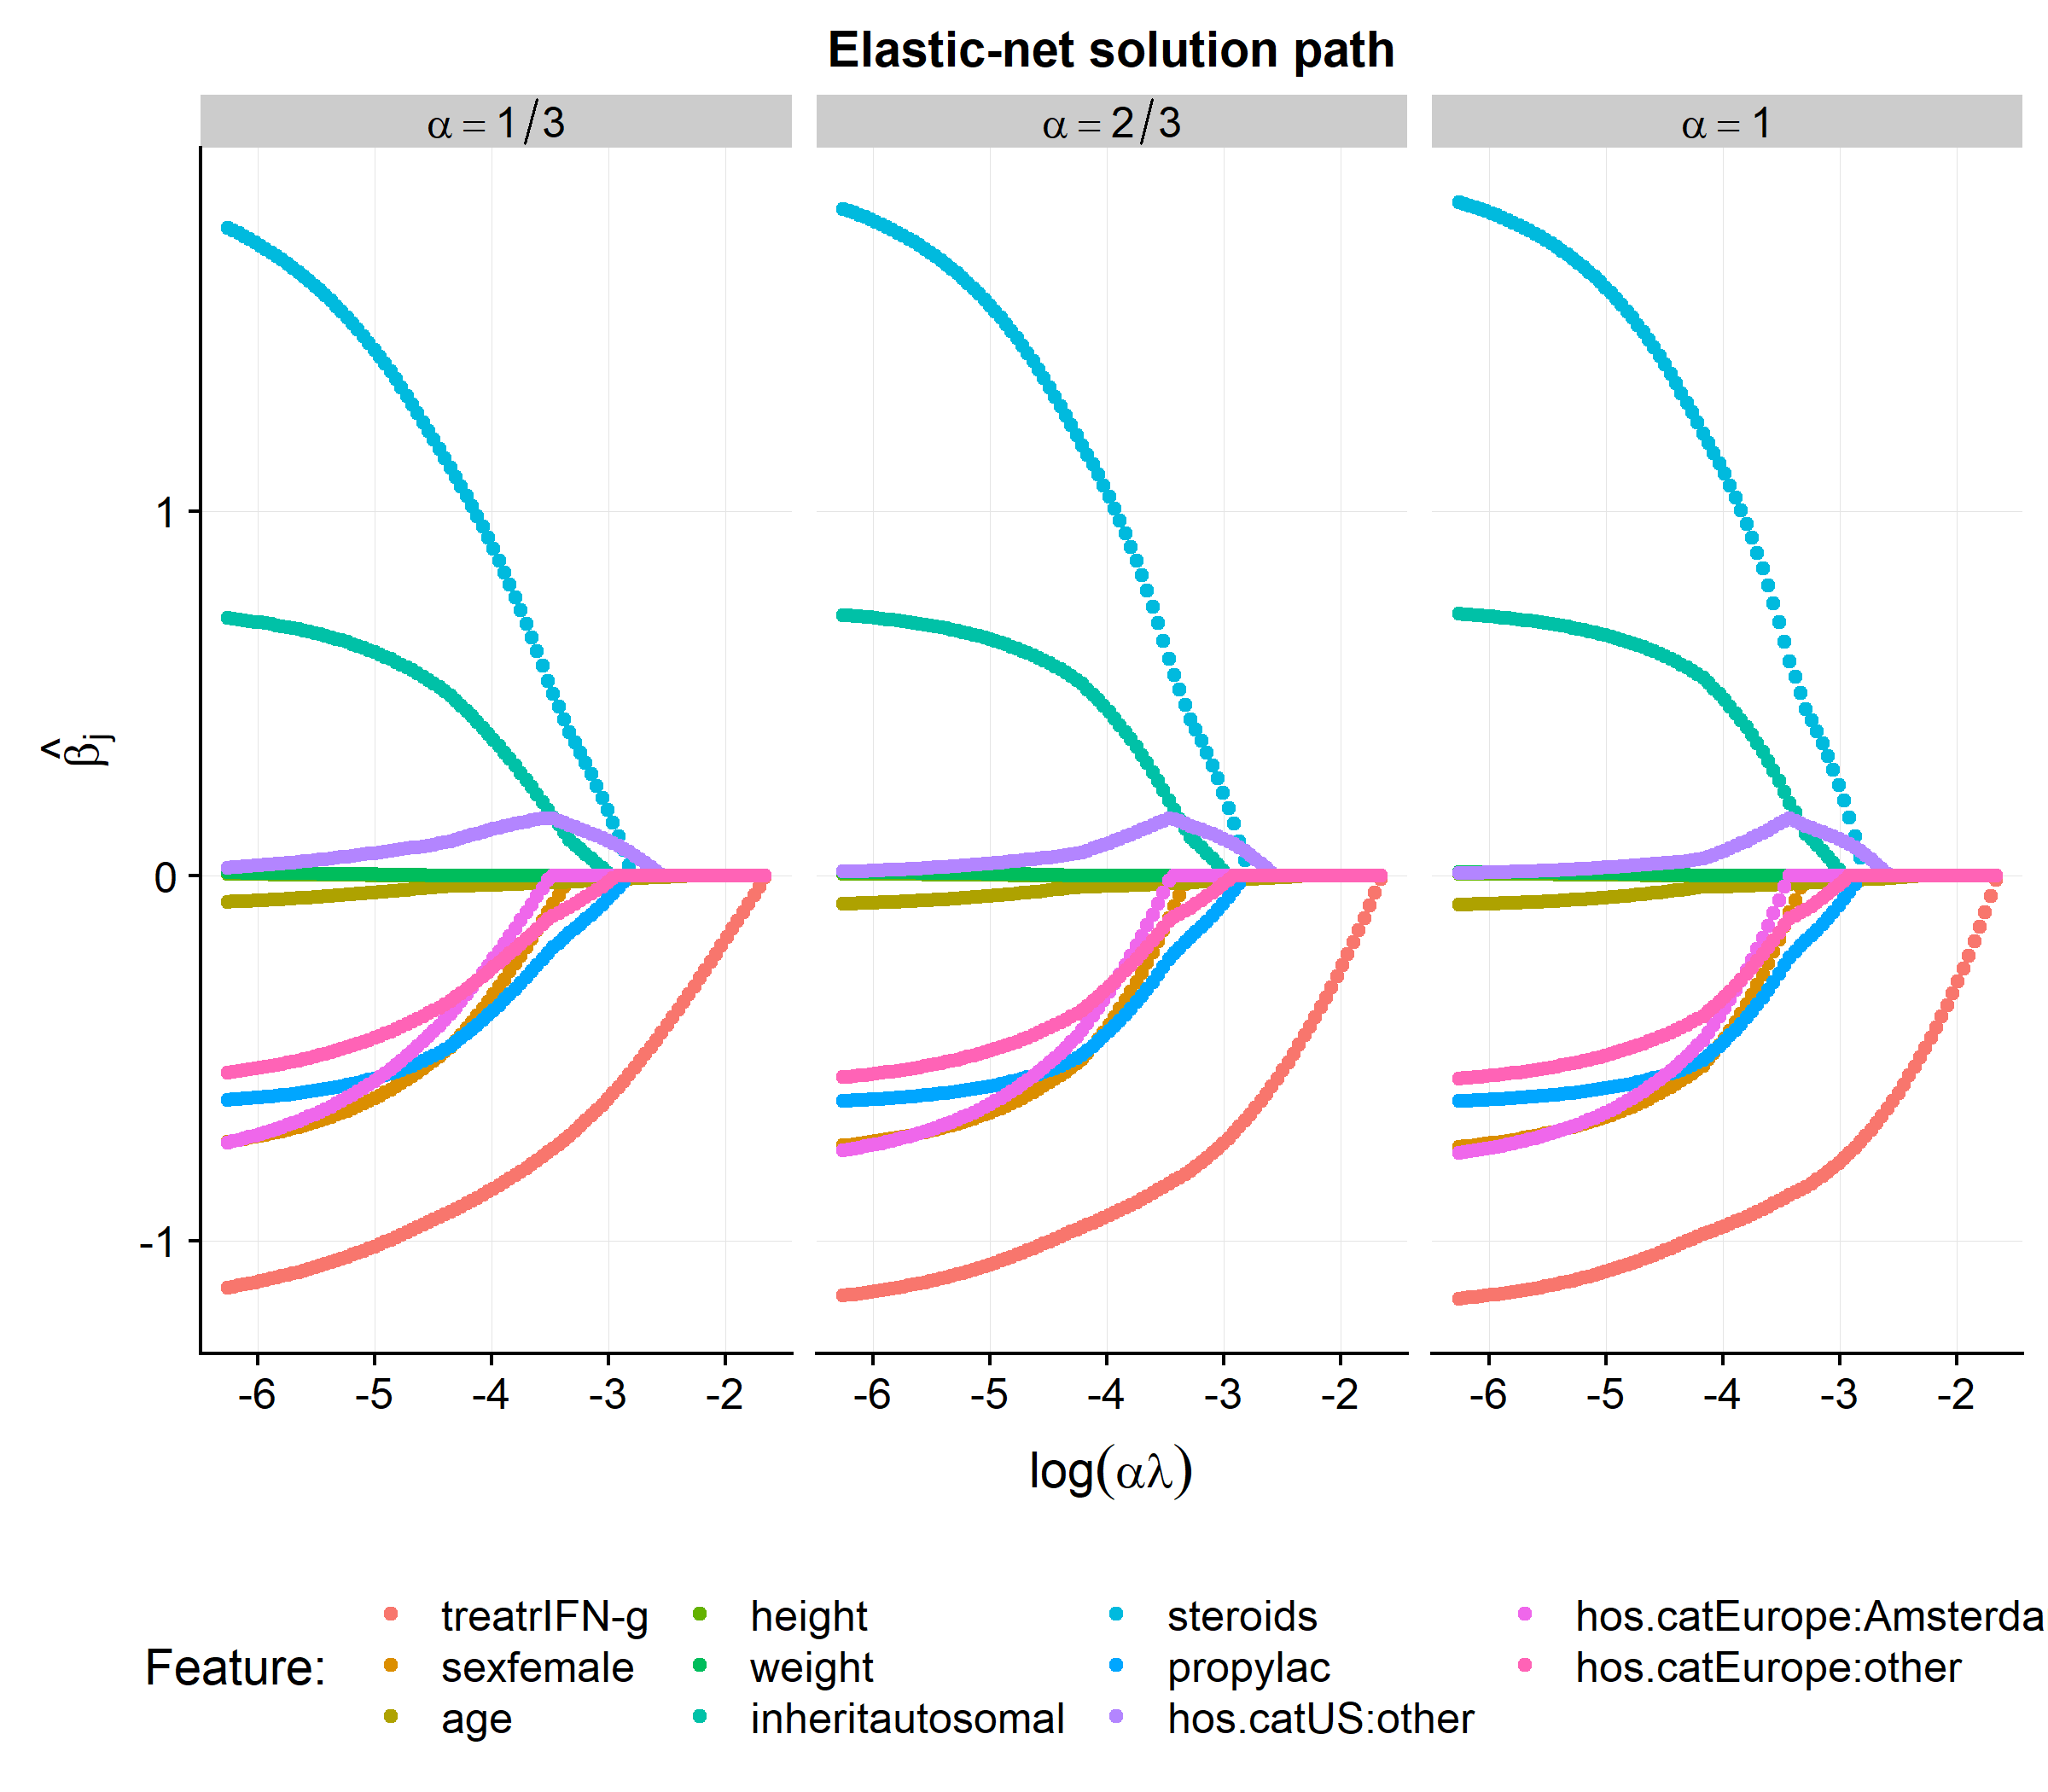 Elastic-net solution path
α = 1/3
α = 2/3
α = 1
1
0
-1
β̂j
-6 -5 -4 -3 -2
-6 -5 -4 -3 -2
-6 -5 -4 -3 -2
log(αλ)
Feature:
treatrIFN-g
sexfemale
age
height
weight
inheritautosomal
steroids
propylac
hos.catUS:other
hos.catEurope:Amsterda
hos.catEurope:other